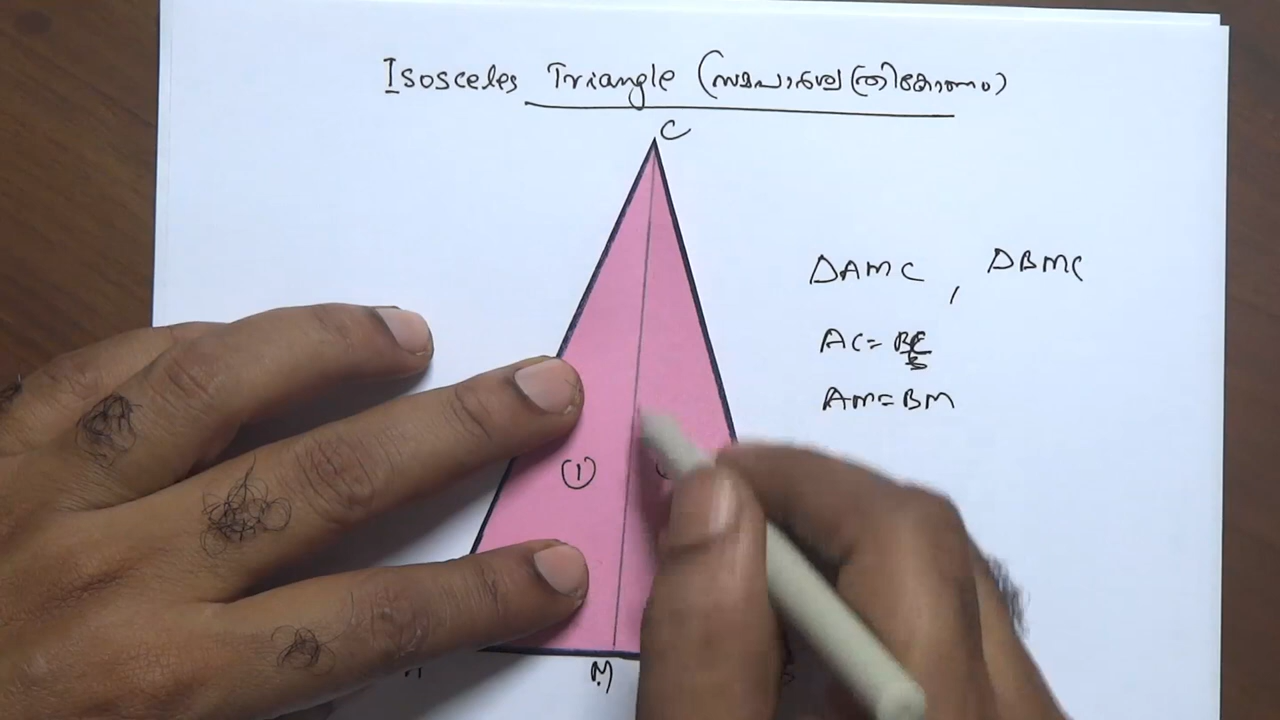 Isosceles Triangle (സമപാർശ്വ ത്രികോണം)
C
ΔAMC , ΔBMC
AC = BC
AM = BM
①
M